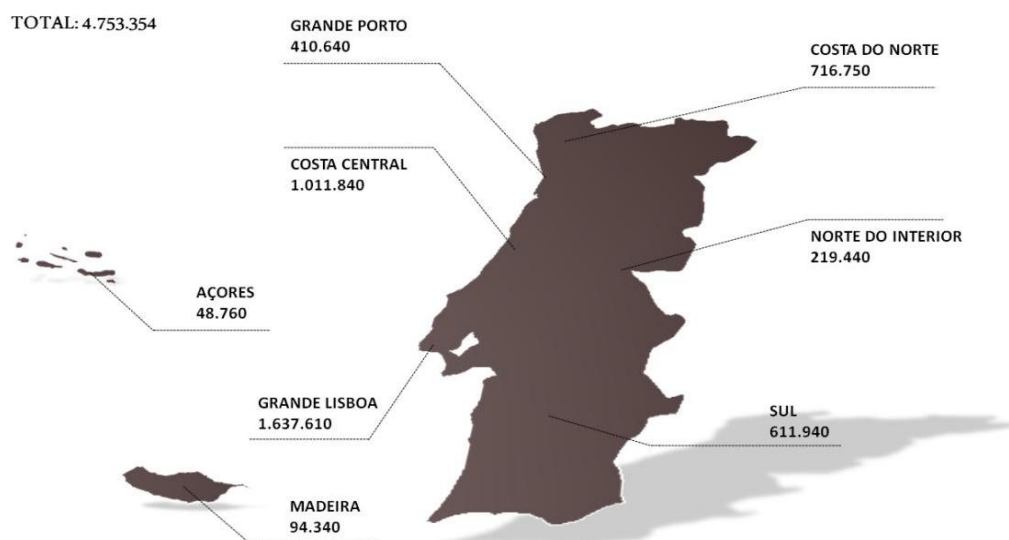 TOTAL: 4.753.354
GRANDE PORTO
410.640
COSTA DO NORTE
716.750
COSTA CENTRAL
1.011.840
NORTE DO INTERIOR
219.440
AÇORES
48.760
GRANDE LISBOA
1.637.610
SUL
611.940
MADEIRA
94.340